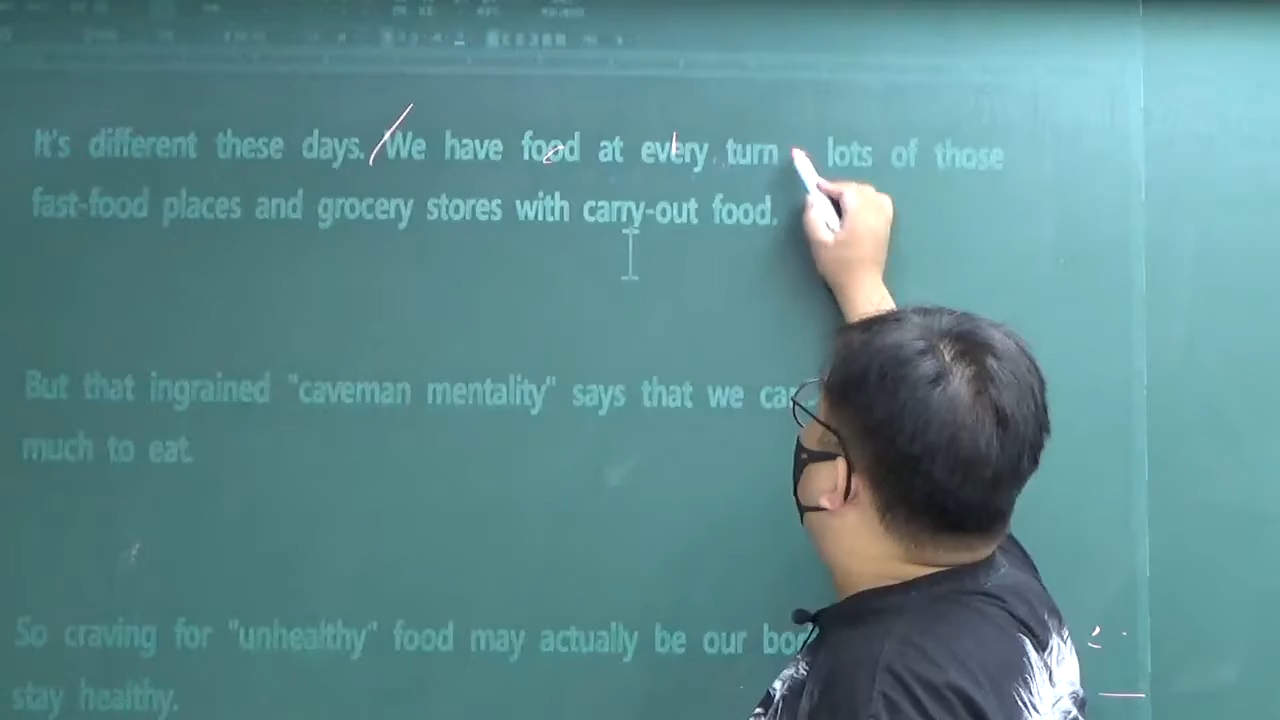 It's different these days. We have food at every turn lots of those
fast-food places and grocery stores with carry-out food.
But that ingrained "caveman mentality" says that we
much to eat.
So craving for "unhealthy" food may actually be our
stay healthy.